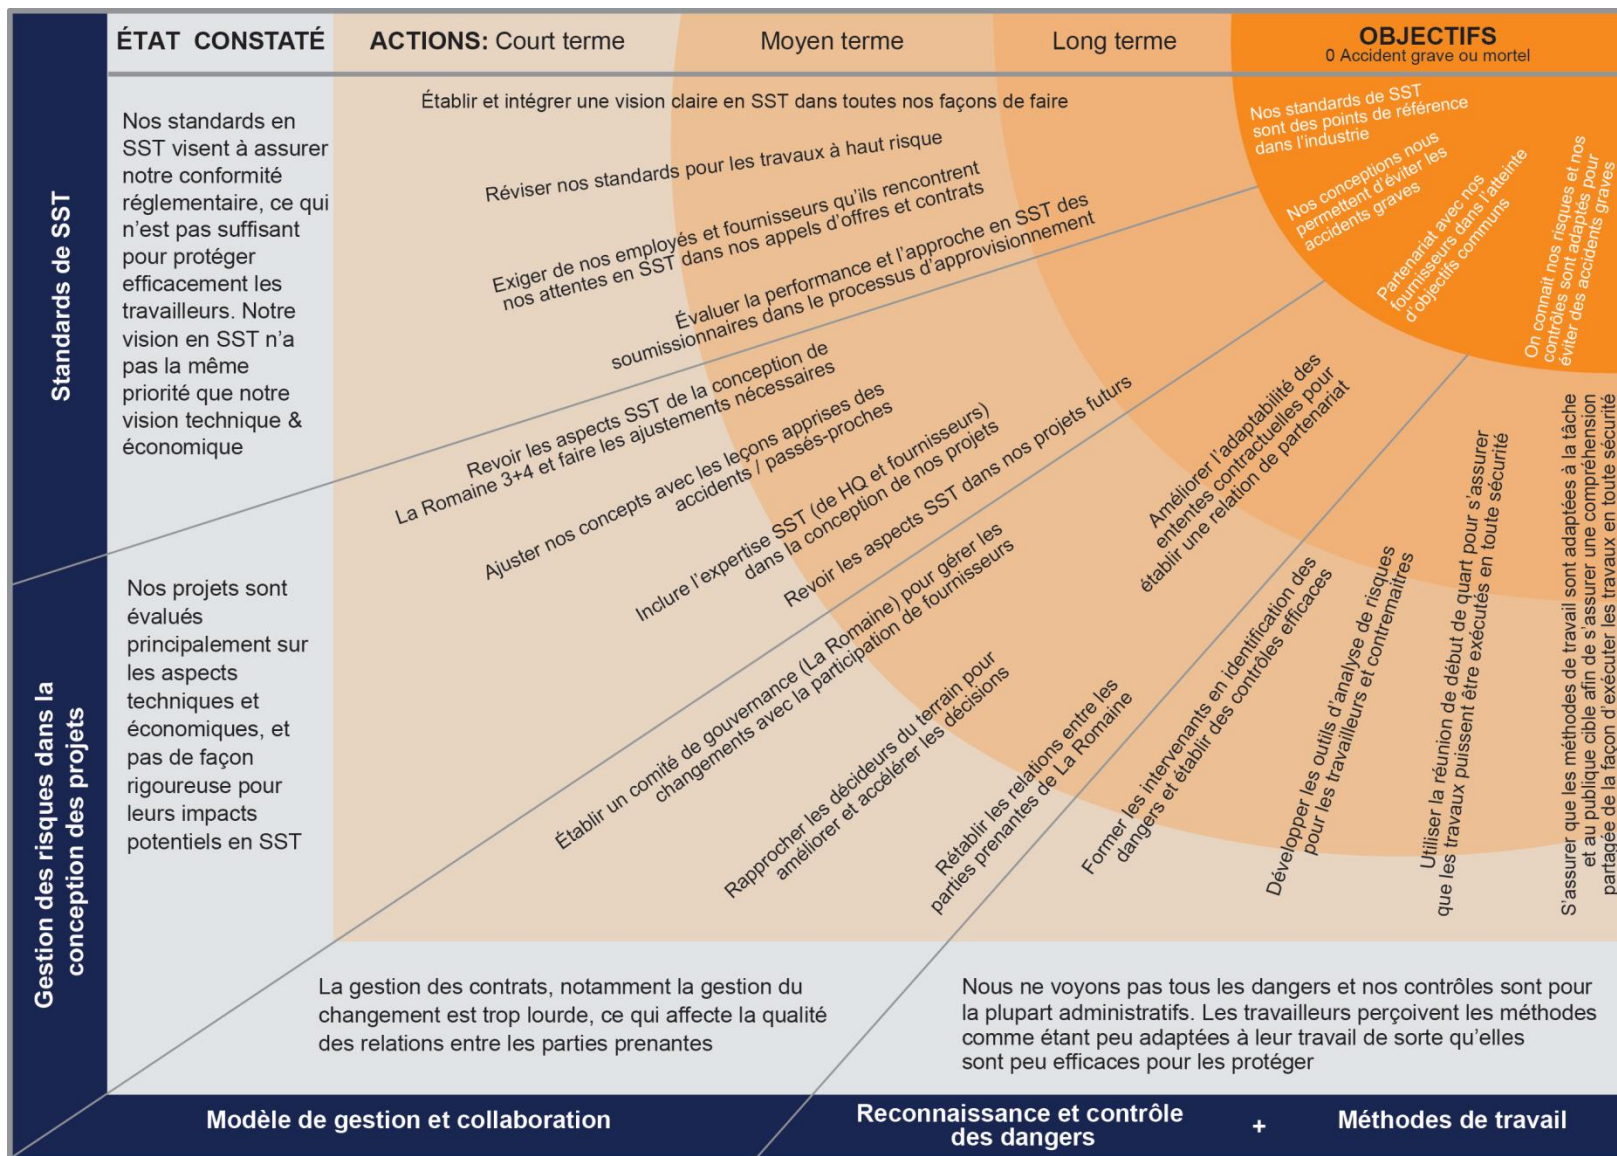 ÉTAT CONSTATÉ
ACTIONS: Court terme
Moyen terme
Long terme
OBJECTIFS
0 Accident grave ou mortel
Standards de SST
Nos standards en
SST visent à assurer
notre conformité
réglementaire, ce qui
n'est pas suffisant
pour protéger
efficacement les
travailleurs. Notre
vision en SST n'a
pas la même
priorité que notre
vision technique &
économique
Établir et intégrer une vision claire en SST dans toutes nos façons de faire
Réviser nos standards pour les travaux à haut risque
Exiger de nos employés et fournisseurs qu'ils rencontrent
nos attentes en SST dans nos appels d'offres et contrats
Évaluer la performance et l'approche en SST des
soumissionnaires dans le processus d'approvisionnement
Nos standards de SST
sont des points de référence
dans l'industrie
Gestion des risques dans la
conception des projets
Nos projets sont
évalués
principalement sur
les aspects
techniques et
économiques, et
pas de façon
rigoureuse pour
leurs impacts
potentiels en SST
Revoir les aspects SST de la conception de
La Romaine 3+4 et faire les ajustements nécessaires
Ajuster nos concepts avec les leçons apprises des
accidents / passés-proches
Inclure l'expertise SST (de HQ et fournisseurs)
dans la conception de nos projets
Revoir les aspects SST dans nos projets futurs
Nos conceptions nous
permettent d'éviter les
accidents graves
Établir un comité de gouvernance (La Romaine) pour gérer les
changements avec la participation de fournisseurs
Rapprocher les décideurs du terrain pour
améliorer et accélérer les décisions
Rétablir les relations entre les
parties prenantes de La Romaine
Améliorer l'adaptabilité des
ententes contractuelles pour
établir une relation de partenariat
Partenariat avec nos
fournisseurs dans l'atteinte
d'objectifs communs
Former les intervenants en identification des
dangers et établir des contrôles efficaces
Développer les outils d'analyse de risques
pour les travailleurs et contremaîtres
Utiliser la réunion de début de quart pour s'assurer
que les travaux puissent être exécutés en toute sécurité
S'assurer que les méthodes de travail sont adaptées à la tâche
et au publique cible afin de s'assurer une compréhension
partagée de la façon d'exécuter les travaux en toute sécurité
On connait nos risques et nos
contrôles sont adaptés pour
éviter des accidents graves
La gestion des contrats, notamment la gestion du
changement est trop lourde, ce qui affecte la qualité
des relations entre les parties prenantes
Nous ne voyons pas tous les dangers et nos contrôles sont pour
la plupart administratifs. Les travailleurs perçoivent les méthodes
comme étant peu adaptées à leur travail de sorte qu'elles
sont peu efficaces pour les protéger
Modèle de gestion et collaboration
Reconnaissance et contrôle
des dangers
+
Méthodes de travail